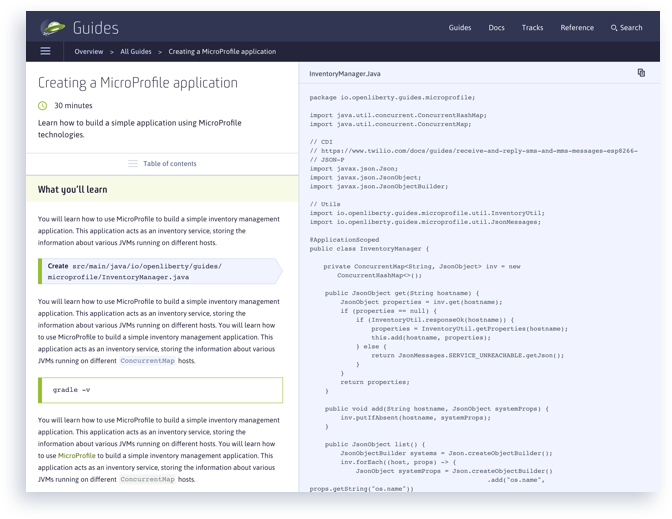 Guides
Guides Docs Tracks Reference Search
Overview > All Guides > Creating a MicroProfile application
Creating a MicroProfile application
30 minutes
Learn how to build a simple application using MicroProfile
technologies.
Table of contents
What you'll learn
You will learn how to use MicroProfile to build a simple inventory management
application. This application acts as an inventory service, storing the
information about various JVMs running on different hosts.
Create src/main/java/io/openliberty/guides/
microprofile/InventoryManager.java
You will learn how to use MicroProfile to build a simple inventory management
application. This application acts as an inventory service, storing the
information about various JVMs running on different hosts. You will learn how
to use MicroProfile to build a simple inventory management application. This
application acts as an inventory service, storing the information about various
JVMs running on different ConcurrentMap hosts.
gradle -v
You will learn how to use MicroProfile to build a simple inventory management
application. This application acts as an inventory service, storing the
information about various JVMs running on different hosts. You will learn how
to use MicroProfile to build a simple inventory management application. This
application acts as an inventory service, storing the information about various
JVMs running on different ConcurrentMap hosts.
InventoryManager.Java
package io.openliberty.guides.microprofile;
import java.util.concurrent.ConcurrentHashMap;
import java.util.concurrent.ConcurrentMap;
// CDI
// https://www.twilio.com/docs/guides/receive-and-reply-sms-and-mms-messages-esp8266-
// JSON-P
import javax.json.Json;
import javax.json.JsonObject;
import javax.json.JsonObjectBuilder;
// Utils
import io.openliberty.guides.microprofile.util.InventoryUtil;
import io.openliberty.guides.microprofile.util.JsonMessages;
@ApplicationScoped
public class InventoryManager {
private ConcurrentMap<String, JsonObject> inv = new
ConcurrentHashMap<>();
public JsonObject get(String hostname) {
JsonObject properties = inv.get(hostname);
if (properties == null) {
if (InventoryUtil.responseOk(hostname)) {
properties = InventoryUtil.getProperties(hostname);
this.add(hostname, properties);
} else {
return JsonMessages.SERVICE_UNREACHABLE.getJson();
}
}
return properties;
}
public void add(String hostname, JsonObject systemProps) {
inv.putIfAbsent(hostname, systemProps);
}
public JsonObject list() {
JsonObjectBuilder systems = Json.createObjectBuilder();
inv.forEach((host, props) -> {
JsonObject systemProps = Json.createObjectBuilder()
.add("os.name",
props.getString("os.name"))